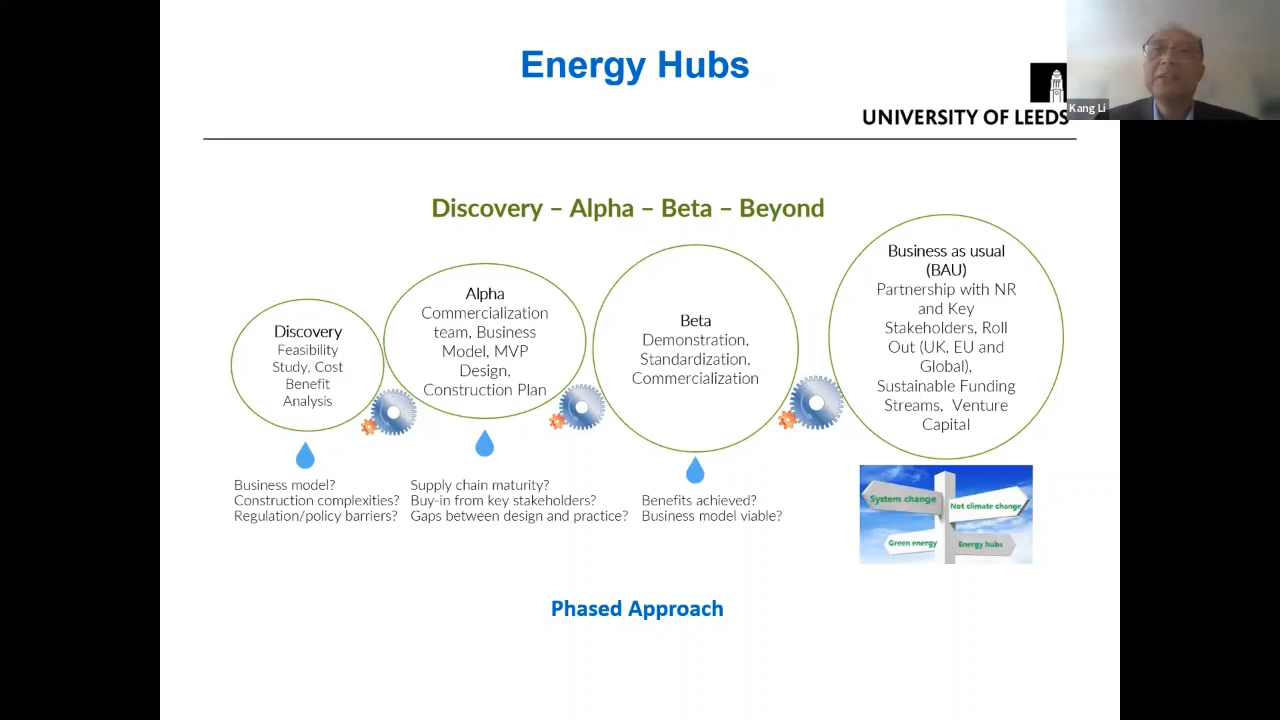 Energy Hubs
UNIVERSITY OF LEEDS
Kang Li
Discovery – Alpha – Beta – Beyond
Discovery
Feasibility
Study, Cost
Benefit
Analysis
Alpha
Commercialization
team, Business
Model, MVP
Design,
Construction Plan
Beta
Demonstration,
Standardization,
Commercialization
Business as usual
(BAU)
Partnership with NR
and Key
Stakeholders, Roll
Out (UK, EU and
Global),
Sustainable Funding
Streams, Venture
Capital
Business model?
Construction complexities?
Regulation/policy barriers?
Supply chain maturity?
Buy-in from key stakeholders?
Gaps between design and practice?
Benefits achieved?
Business model viable?
System change
Not climate change
Green energy
Energy hubs
Phased Approach